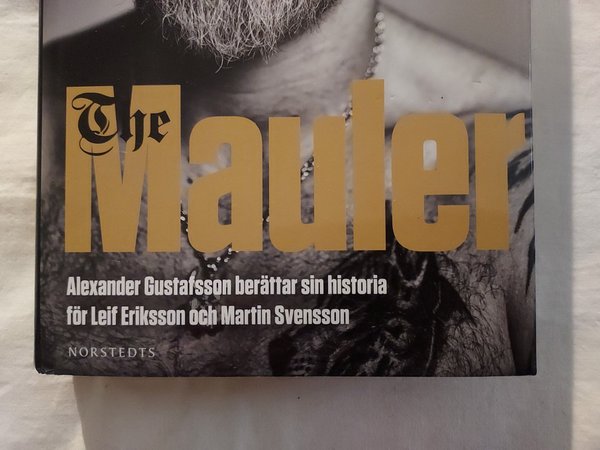 The
Mauler
Alexander Gustafsson berättar sin historia
för Leif Eriksson och Martin Svensson
NORSTEDTS